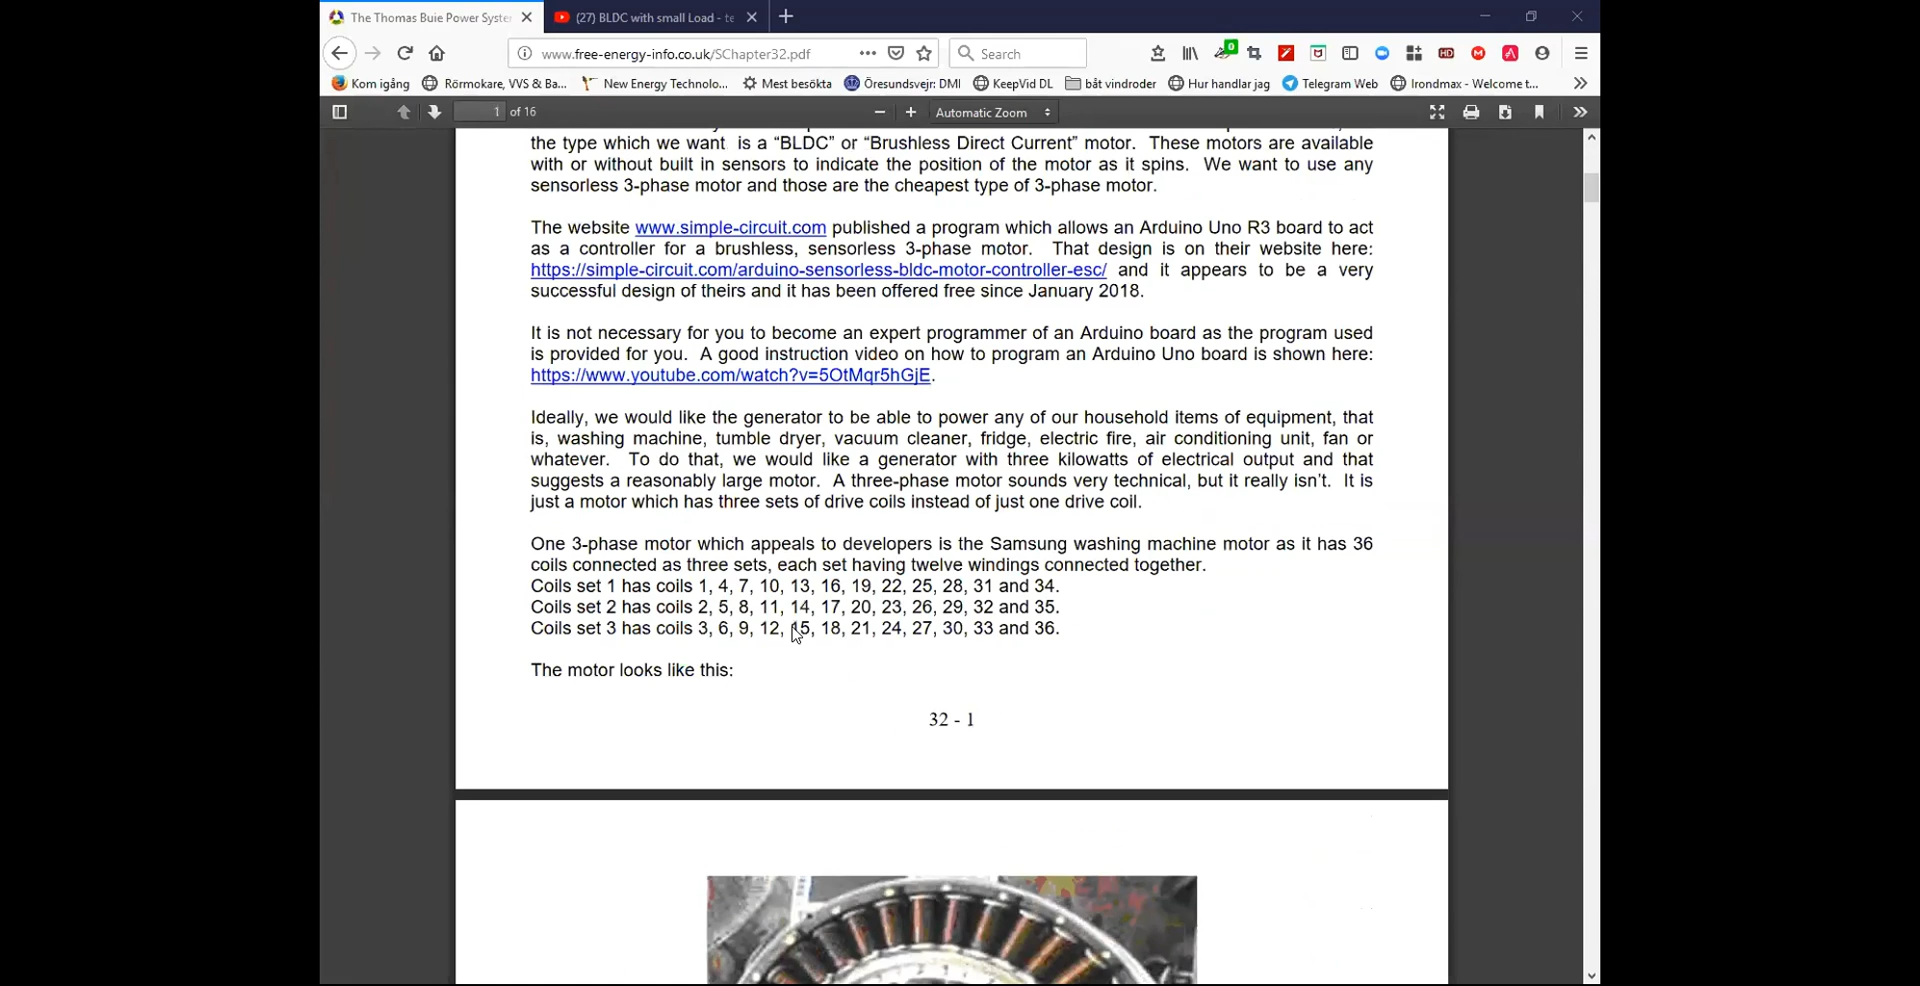 The Thomas Buie Power Syste
(27) BLDC with small Load - te
www.free-energy-info.co.uk/SChapter32.pdf
Search
0
HD
Kom igång
Rörmokare, VVS & Ba...
New Energy Technolo...
Mest besökta
Öresundsvejr: DMI
KeepVid DL
båt vindroder
Hur handlar jag
Telegram Web
Irondmax - Welcome t...
1 of 16
Automatic Zoom
the type which we want is a “BLDC” or “Brushless Direct Current” motor. These motors are available
with or without built in sensors to indicate the position of the motor as it spins. We want to use any
sensorless 3-phase motor and those are the cheapest type of 3-phase motor.
The website www.simple-circuit.com published a program which allows an Arduino Uno R3 board to act
as a controller for a brushless, sensorless 3-phase motor. That design is on their website here:
https://simple-circuit.com/arduino-sensorless-bldc-motor-controller-esc/ and it appears to be a very
successful design of theirs and it has been offered free since January 2018.
It is not necessary for you to become an expert programmer of an Arduino board as the program used
is provided for you. A good instruction video on how to program an Arduino Uno board is shown here:
https://www.youtube.com/watch?v=5OtMqr5hGjE.
Ideally, we would like the generator to be able to power any of our household items of equipment, that
is, washing machine, tumble dryer, vacuum cleaner, fridge, electric fire, air conditioning unit, fan or
whatever. To do that, we would like a generator with three kilowatts of electrical output and that
suggests a reasonably large motor. A three-phase motor sounds very technical, but it really isn’t. It is
just a motor which has three sets of drive coils instead of just one drive coil.
One 3-phase motor which appeals to developers is the Samsung washing machine motor as it has 36
coils connected as three sets, each set having twelve windings connected together.
Coils set 1 has coils 1, 4, 7, 10, 13, 16, 19, 22, 25, 28, 31 and 34.
Coils set 2 has coils 2, 5, 8, 11, 14, 17, 20, 23, 26, 29, 32 and 35.
Coils set 3 has coils 3, 6, 9, 12, 15, 18, 21, 24, 27, 30, 33 and 36.
The motor looks like this:
32 - 1